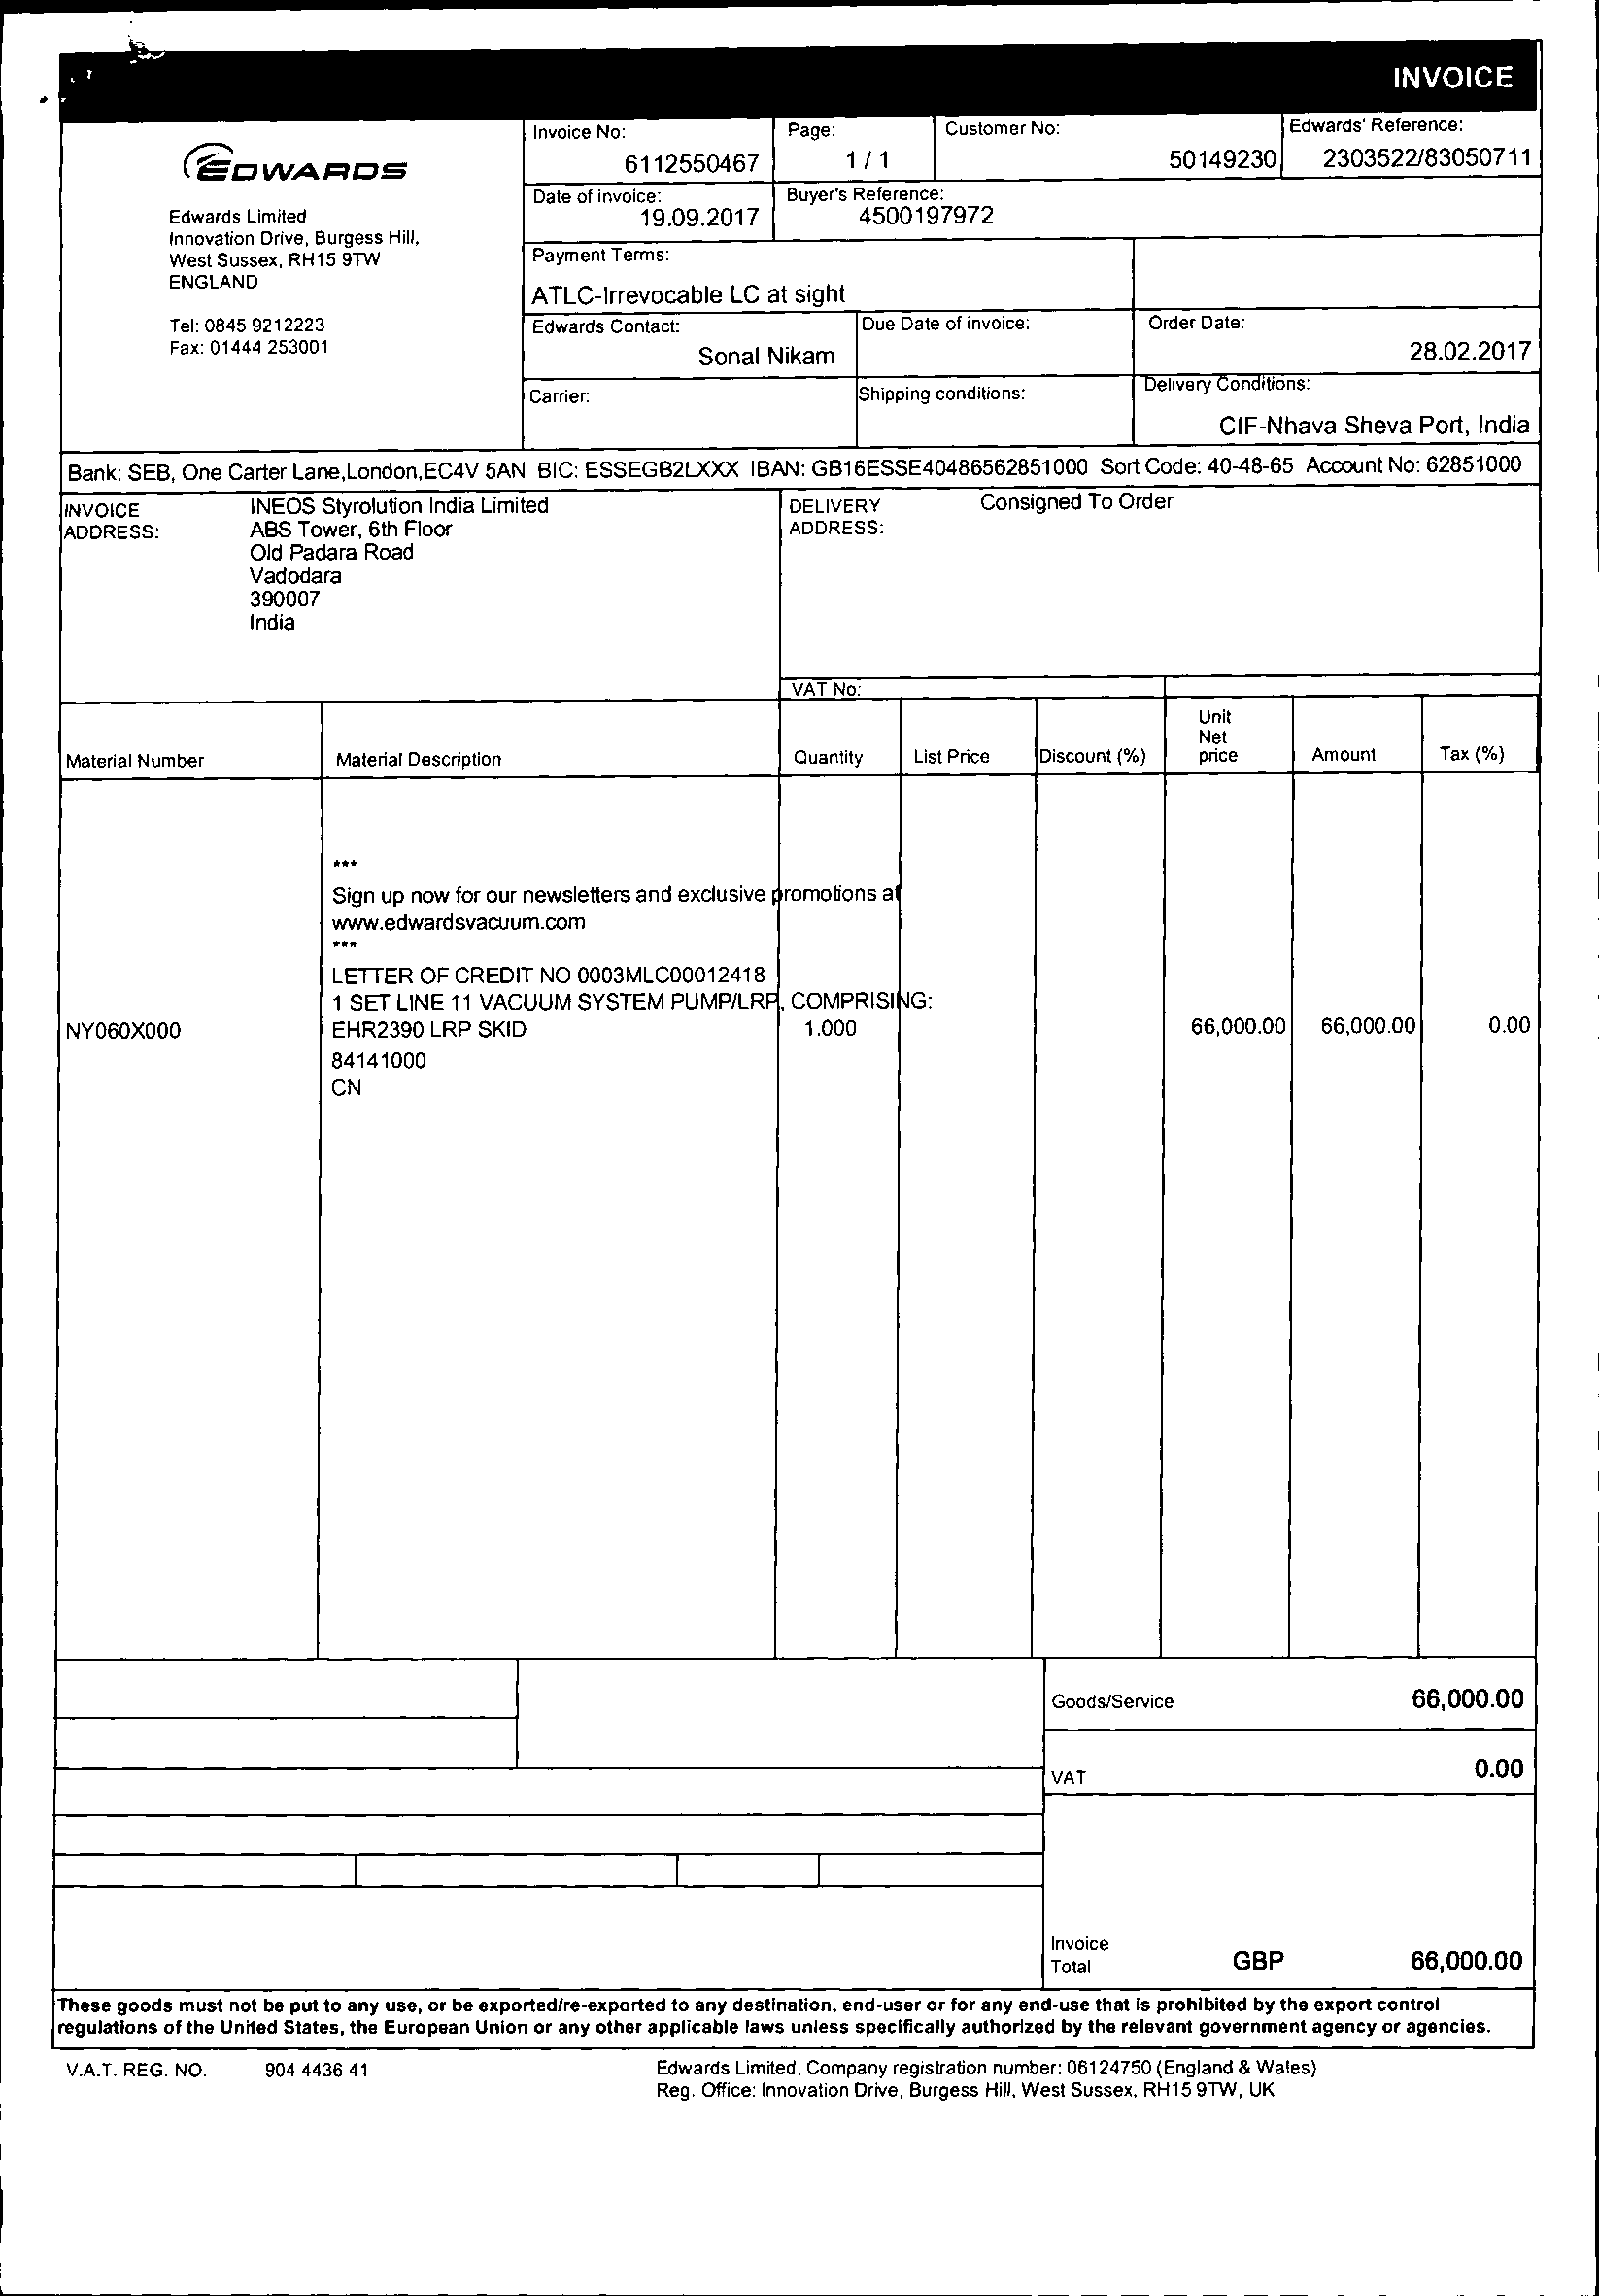 INVOICE
EDWARDS
Edwards Limited
Innovation Drive, Burgess Hill,
West Sussex, RH15 9TW
ENGLAND
Tel: 0845 9212223
Fax: 01444 253001
Invoice No:
6112550467
Page:
1 / 1
Customer No:
50149230
Edwards' Reference:
2303522/83050711
Date of invoice:
19.09.2017
Buyer's Reference:
4500197972
Payment Terms:
ATLC-Irrevocable LC at sight
Edwards Contact:
Sonal Nikam
Due Date of invoice:
Order Date:
28.02.2017
Carrier:
Shipping conditions:
Delivery Conditions:
CIF-Nhava Sheva Port, India
Bank: SEB, One Carter Lane,London,EC4V 5AN BIC: ESSEGB2LXXX IBAN: GB16ESSE40486562851000 Sort Code: 40-48-65 Account No: 62851000
INVOICE
ADDRESS:
INEOS Styrolution India Limited
ABS Tower, 6th Floor
Old Padara Road
Vadodara
390007
India
DELIVERY
ADDRESS:
Consigned To Order
VAT No:
Material Number
Material Description
Quantity
List Price
Discount (%)
Unit
Net
price
Amount
Tax (%)
***
Sign up now for our newsletters and exclusive promotions at
www.edwardsvacuum.com
***
LETTER OF CREDIT NO 0003MLC00012418
1 SET LINE 11 VACUUM SYSTEM PUMP/LRP, COMPRISING:
NY060X000 EHR2390 LRP SKID 1.000 66,000.00 66,000.00 0.00
84141000
CN
Goods/Service 66,000.00
VAT 0.00
Invoice
Total GBP 66,000.00
These goods must not be put to any use, or be exported/re-exported to any destination, end-user or for any end-use that is prohibited by the export control
regulations of the United States, the European Union or any other applicable laws unless specifically authorized by the relevant government agency or agencies.
V.A.T. REG. NO. 904 4436 41
Edwards Limited, Company registration number: 06124750 (England & Wales)
Reg. Office: Innovation Drive, Burgess Hill, West Sussex, RH15 9TW, UK